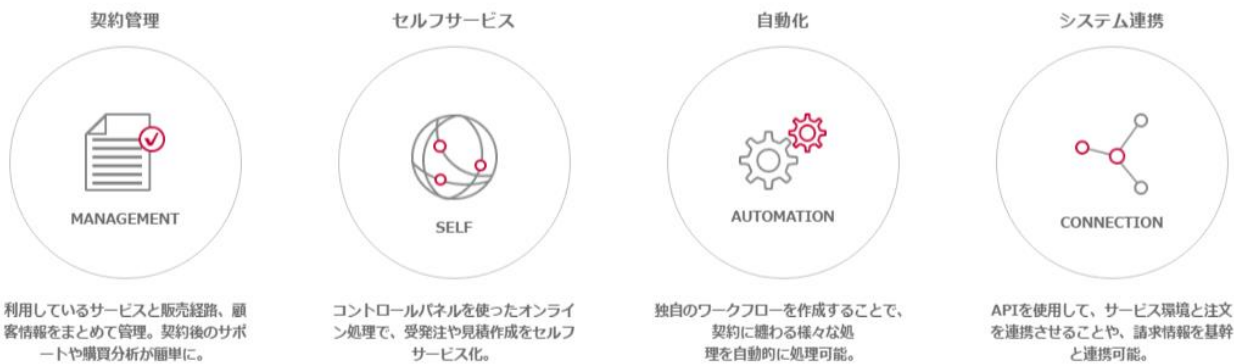 契約管理
MANAGEMENT
利用しているサービスと販売経路、顧
客情報をまとめて管理。契約後のサポ
ートや購買分析が簡単に。
セルフサービス
SELF
コントロールパネルを使ったオンライ
ン処理で、受発注や見積作成をセルフ
サービス化。
自動化
AUTOMATION
独自のワークフローを作成することで、
契約に纏わる様々な処
理を自動的に処理可能。
システム連携
CONNECTION
APIを使用して、サービス環境と注文
を連携させることや、請求情報を基幹
と連携可能。